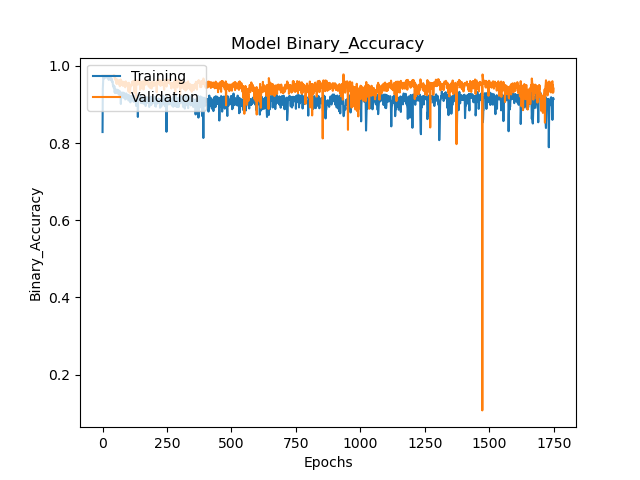 Model Binary_Accuracy
Training
Validation
1.0
0.8
0.6
0.4
0.2
Binary_Accuracy
0 250 500 750 1000 1250 1500 1750
Epochs